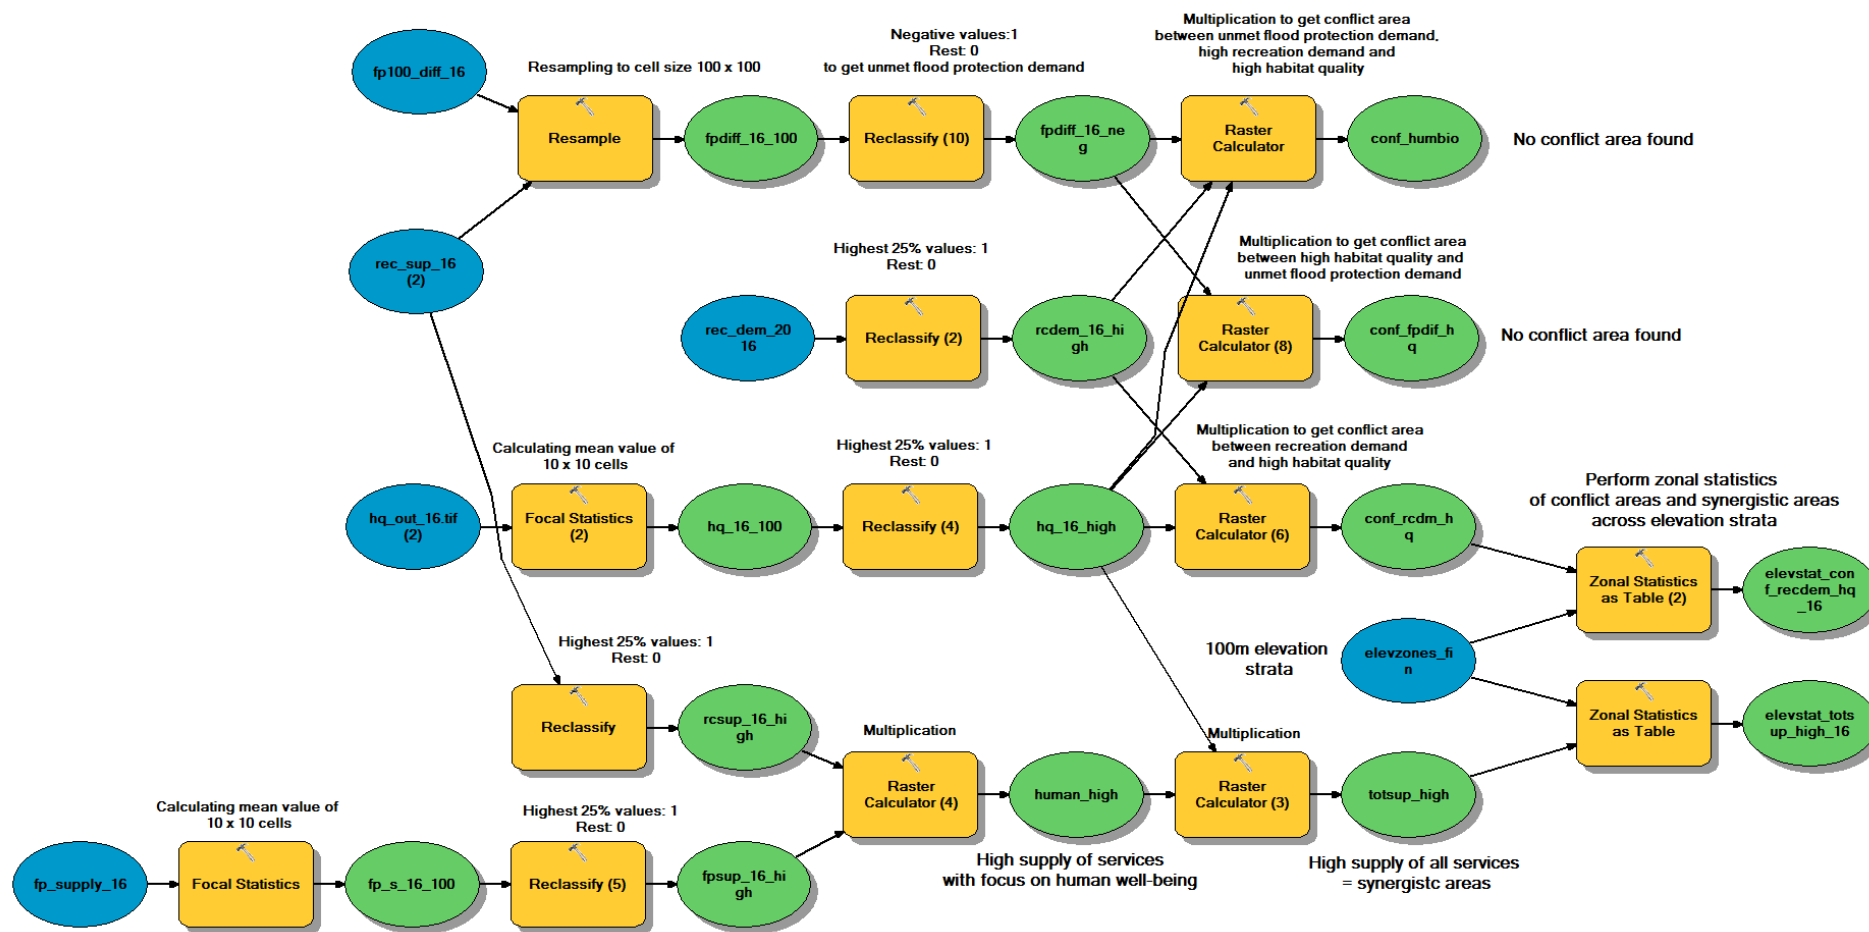 Multiplication to get conflict area
between unmet flood protection demand,
high recreation demand and
high habitat quality
Negative values:1
Rest: 0
to get unmet flood protection demand
Resampling to cell size 100 x 100
fp100_diff_16
Resample
fpdiff_16_100
Reclassify (10)
fpdiff_16_ne
g
Raster
Calculator
conf_humbio
No conflict area found
rec_sup_16
(2)
Highest 25% values: 1
Rest: 0
Multiplication to get conflict area
between high habitat quality and
unmet flood protection demand
rec_dem_20
16
Reclassify (2)
rcdem_16_hi
gh
Raster
Calculator (8)
conf_fpdif_h
q
No conflict area found
Calculating mean value of
10 x 10 cells
Highest 25% values: 1
Rest: 0
Multiplication to get conflict area
between recreation demand
and high habitat quality
hq_out_16.tif
(2)
Focal Statistics
(2)
hq_16_100
Reclassify (4)
hq_16_high
Raster
Calculator (6)
conf_rcdm_h
q
Perform zonal statistics
of conflict areas and synergistic areas
across elevation strata
Zonal Statistics
as Table (2)
elevstat_con
f_recdem_hq
_16
100m elevation
strata
elevzones_fi
n
Highest 25% values: 1
Rest: 0
Reclassify
rcsup_16_hi
gh
Zonal Statistics
as Table
elevstat_tots
up_high_16
Multiplication
Raster
Calculator (4)
human_high
Multiplication
Raster
Calculator (3)
totsup_high
Calculating mean value of
10 x 10 cells
Highest 25% values: 1
Rest: 0
fp_supply_16
Focal Statistics
fp_s_16_100
Reclassify (5)
fpsup_16_hi
gh
High supply of services
with focus on human well-being
High supply of all services
= synergistc areas